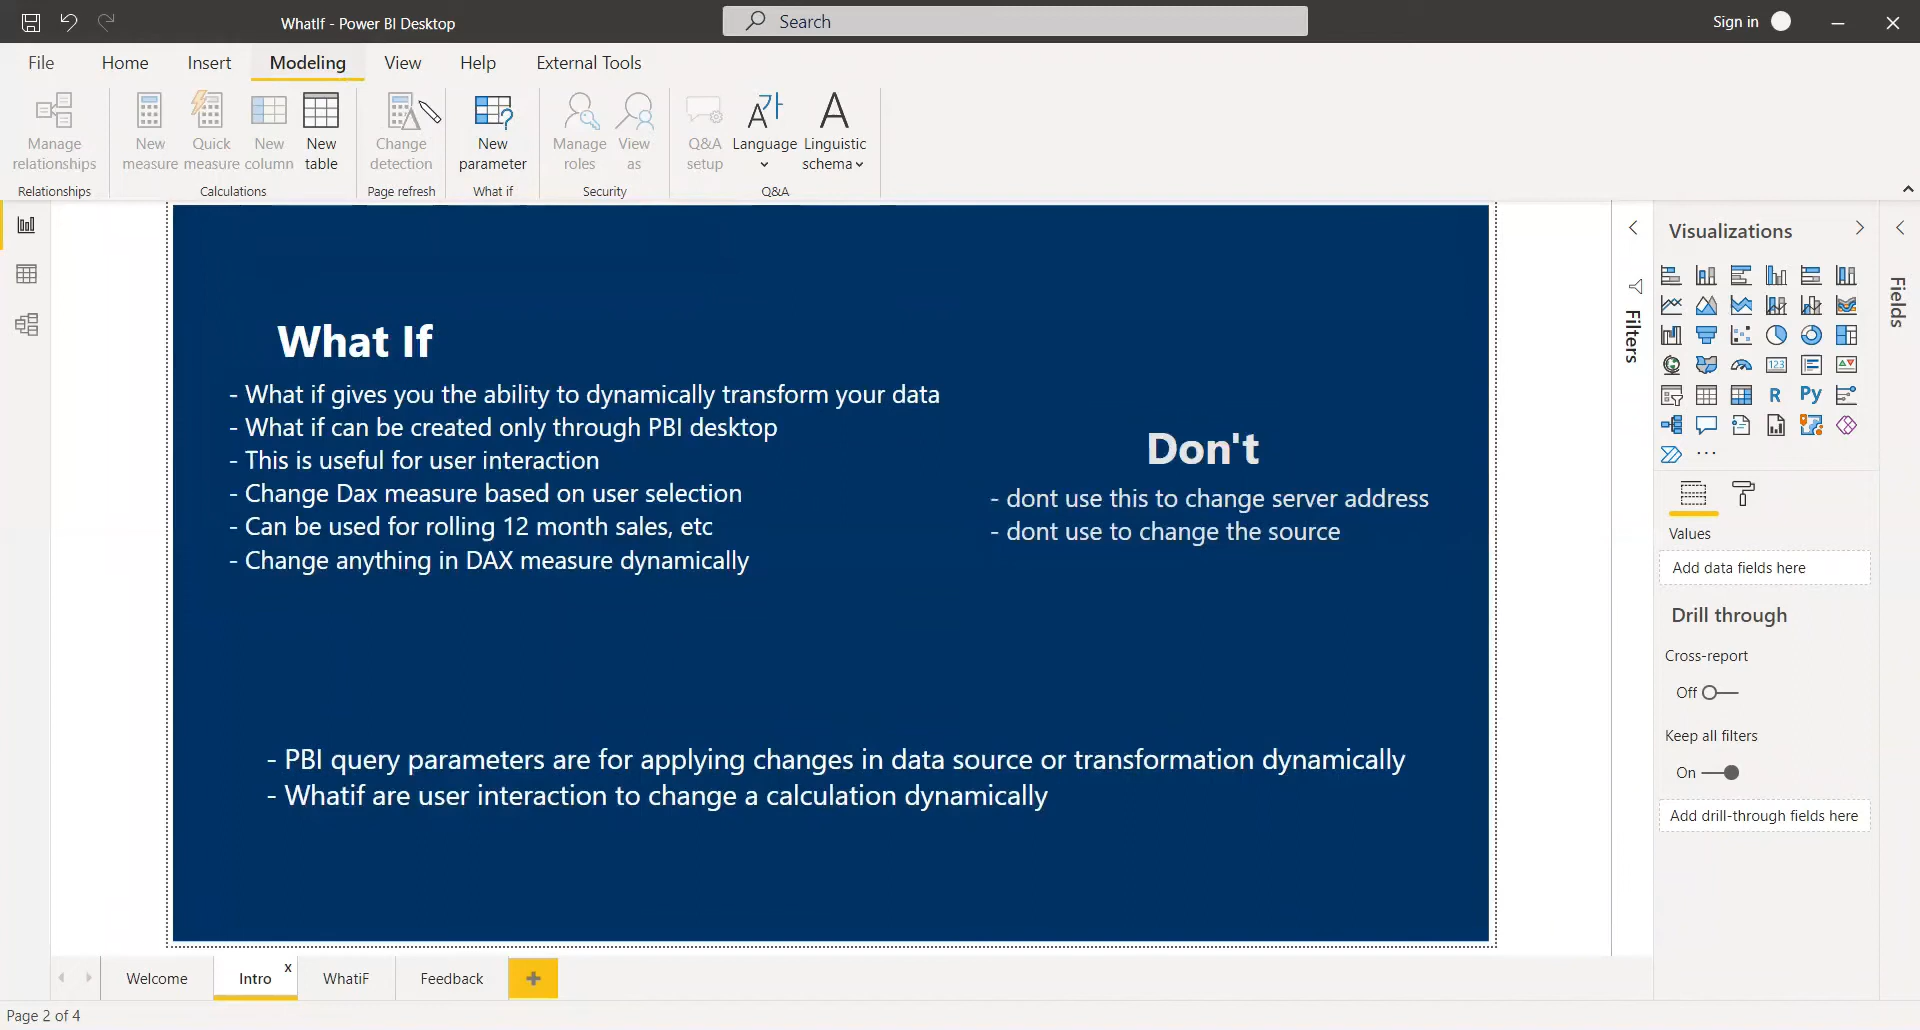 WhatIf - Power BI Desktop
Search
Sign in
File Home Insert Modeling View Help External Tools
Manage relationships
New measure
Quick measure
New column
New table
Change detection
New parameter
Manage roles
View as
Q&A setup
Language
Linguistic schema
Relationships Calculations Page refresh What if Security Q&A
What If
- What if gives you the ability to dynamically transform your data
- What if can be created only through PBI desktop
- This is useful for user interaction
- Change Dax measure based on user selection
- Can be used for rolling 12 month sales, etc
- Change anything in DAX measure dynamically
Don't
- dont use this to change server address
- dont use to change the source
- PBI query parameters are for applying changes in data source or transformation dynamically
- Whatif are user interaction to change a calculation dynamically
Filters
Visualizations
123
R Py
...
Values
Add data fields here
Drill through
Cross-report
Off
Keep all filters
On
Add drill-through fields here
Fields
Welcome Intro x WhatiF Feedback +
Page 2 of 4